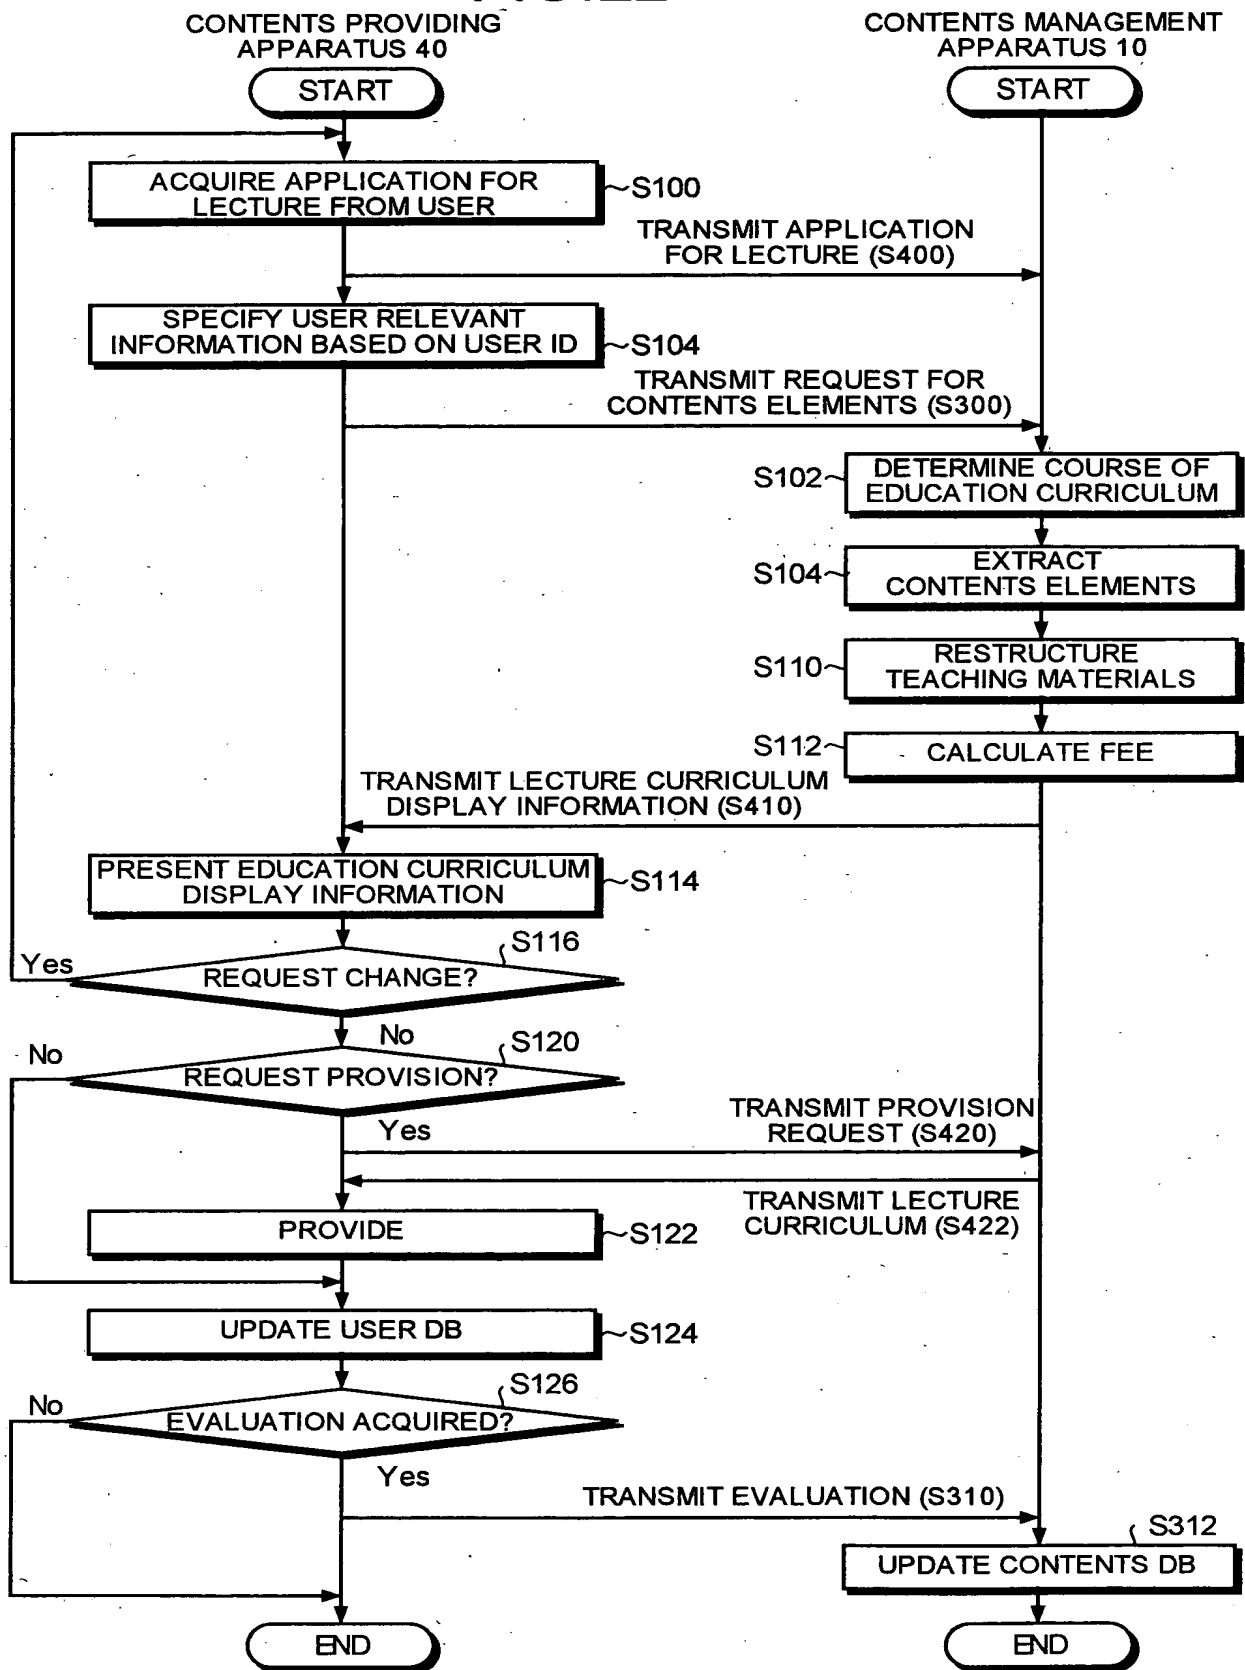 CONTENTS PROVIDING
APPARATUS 40
CONTENTS MANAGEMENT
APPARATUS 10
START
START
ACQUIRE APPLICATION FOR
LECTURE FROM USER
S100
TRANSMIT APPLICATION
FOR LECTURE (S400)
SPECIFY USER RELEVANT
INFORMATION BASED ON USER ID
S104
TRANSMIT REQUEST FOR
CONTENTS ELEMENTS (S300)
S102
DETERMINE COURSE OF
EDUCATION CURRICULUM
S104
EXTRACT
CONTENTS ELEMENTS
S110
RESTRUCTURE
TEACHING MATERIALS
S112
CALCULATE FEE
TRANSMIT LECTURE CURRICULUM
DISPLAY INFORMATION (S410)
PRESENT EDUCATION CURRICULUM
DISPLAY INFORMATION
S114
S116
Yes
REQUEST CHANGE?
No
S120
No
REQUEST PROVISION?
Yes
TRANSMIT PROVISION
REQUEST (S420)
TRANSMIT LECTURE
CURRICULUM (S422)
PROVIDE
S122
UPDATE USER DB
S124
S126
No
EVALUATION ACQUIRED?
Yes
TRANSMIT EVALUATION (S310)
S312
UPDATE CONTENTS DB
END
END